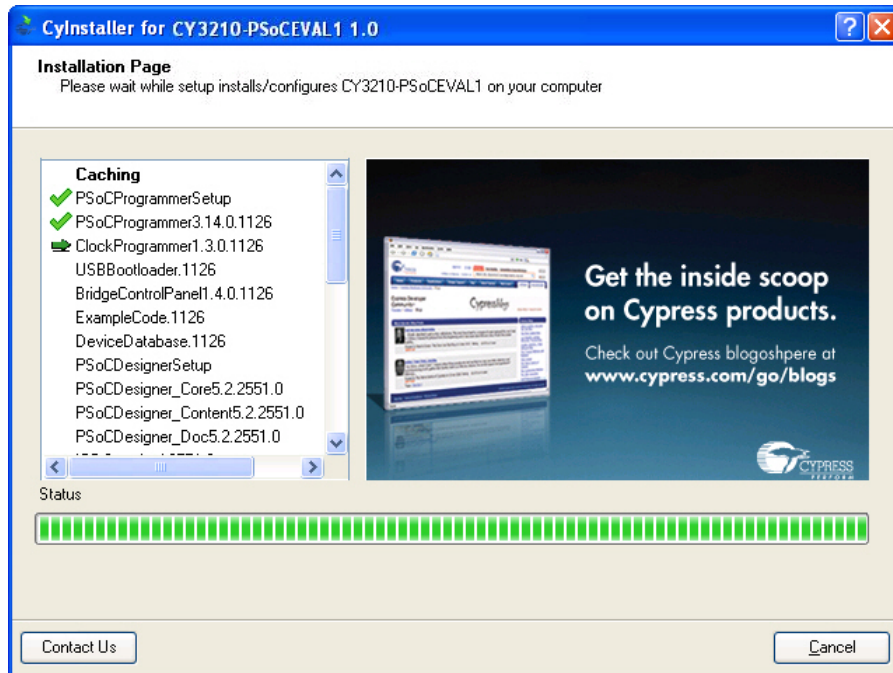 CyInstaller for CY3210-PSoCEVAL1 1.0
Installation Page
Please wait while setup installs/configures CY3210-PSoCEVAL1 on your computer
Caching
PSoCProgrammerSetup
PSoCProgrammer3.14.0.1126
ClockProgrammer1.3.0.1126
USBBootloader.1126
BridgeControlPanel1.4.0.1126
ExampleCode.1126
DeviceDatabase.1126
PSoCDesignerSetup
PSoCDesigner_Core5.2.2551.0
PSoCDesigner_Content5.2.2551.0
PSoCDesigner_Doc5.2.2551.0
Get the inside scoop
on Cypress products.
Check out Cypress blogoshpere at
www.cypress.com/go/blogs
CYPRESS
PERFORM
Status
Contact Us
Cancel